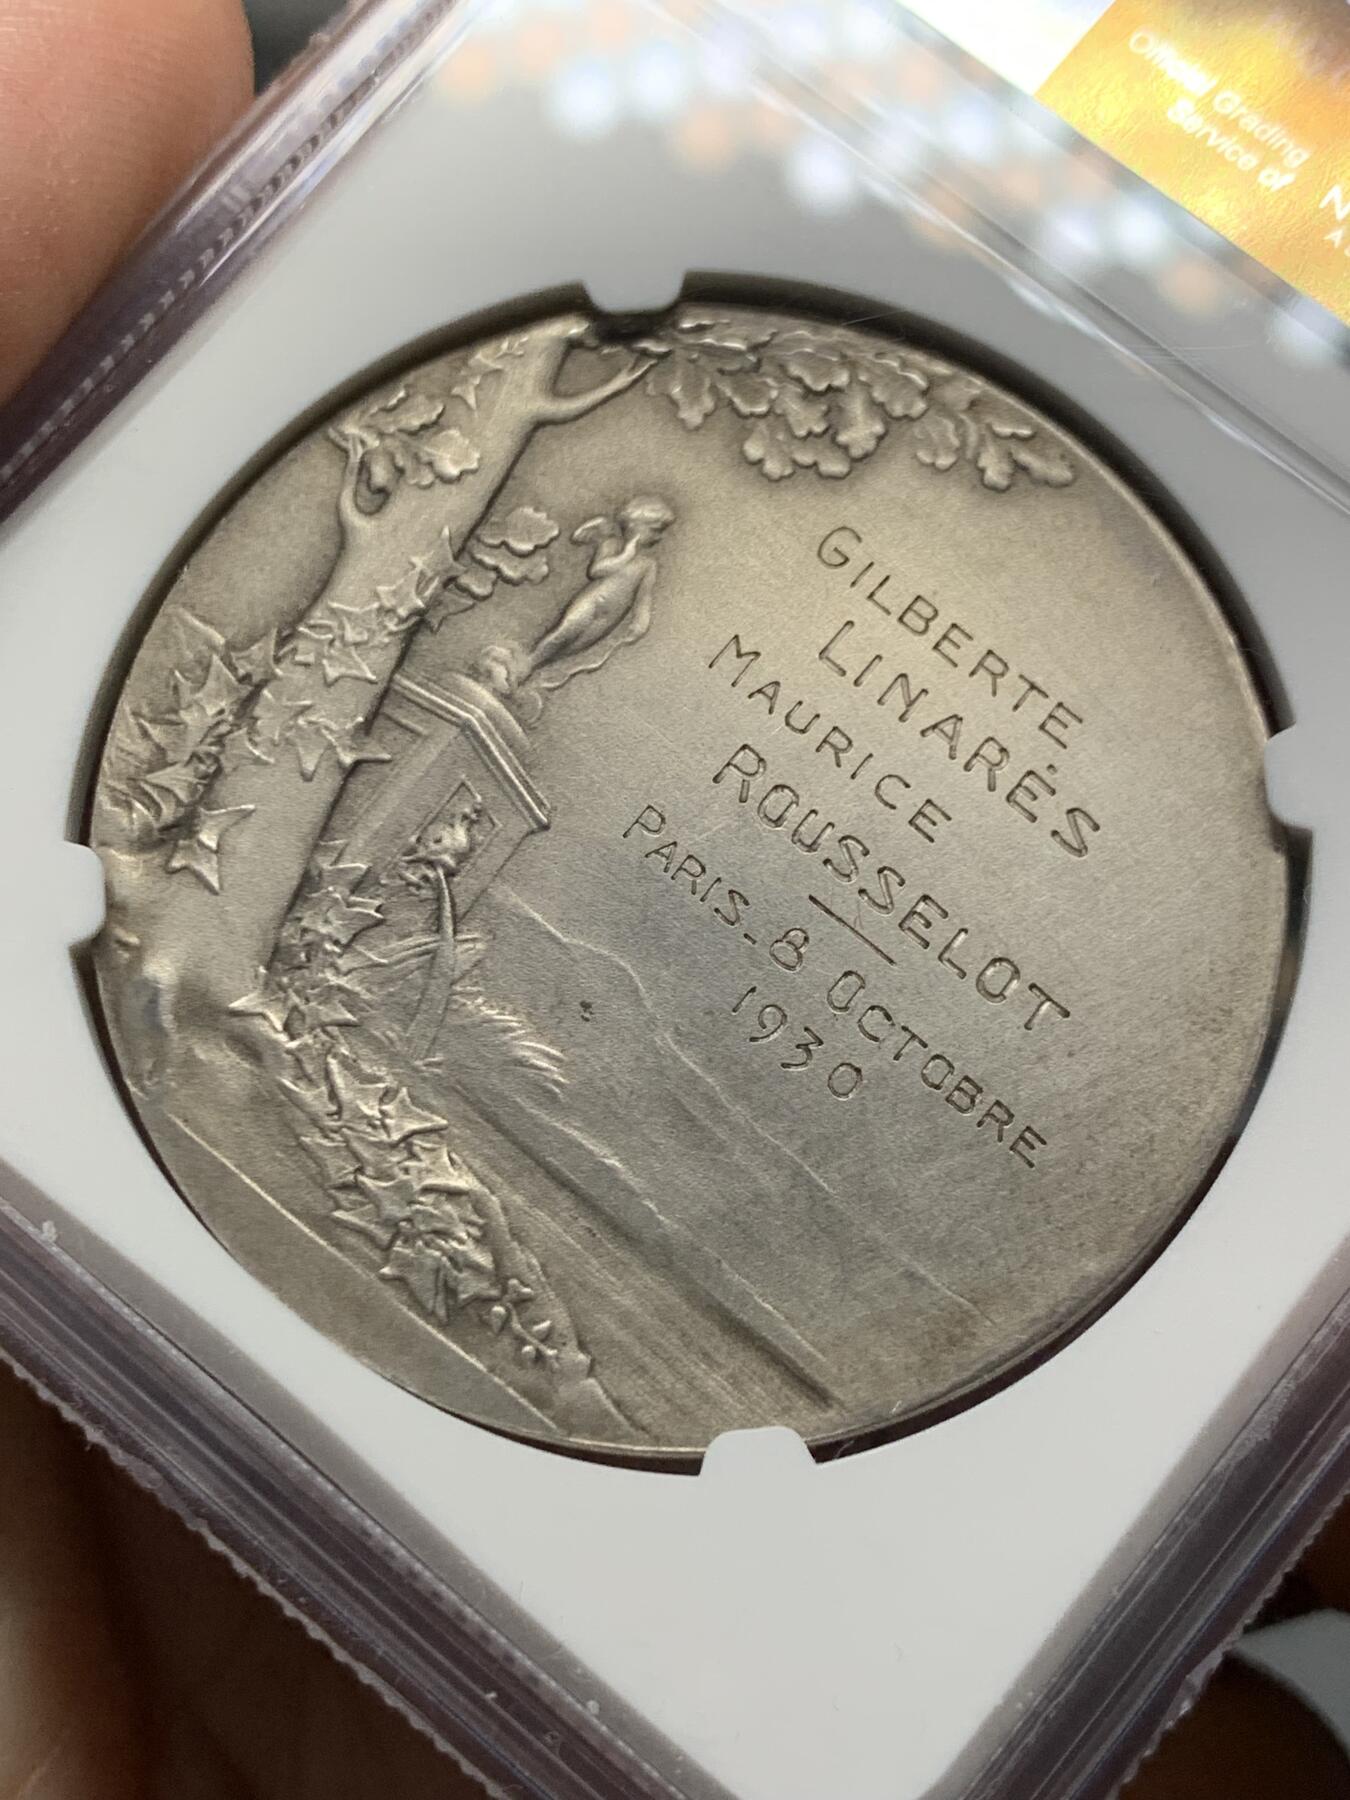 Official Grading
Service of
N
A
GILBERTE
LINARÈS
MAURICE
ROUSSELOT
PARIS - 8 OCTOBRE
1930